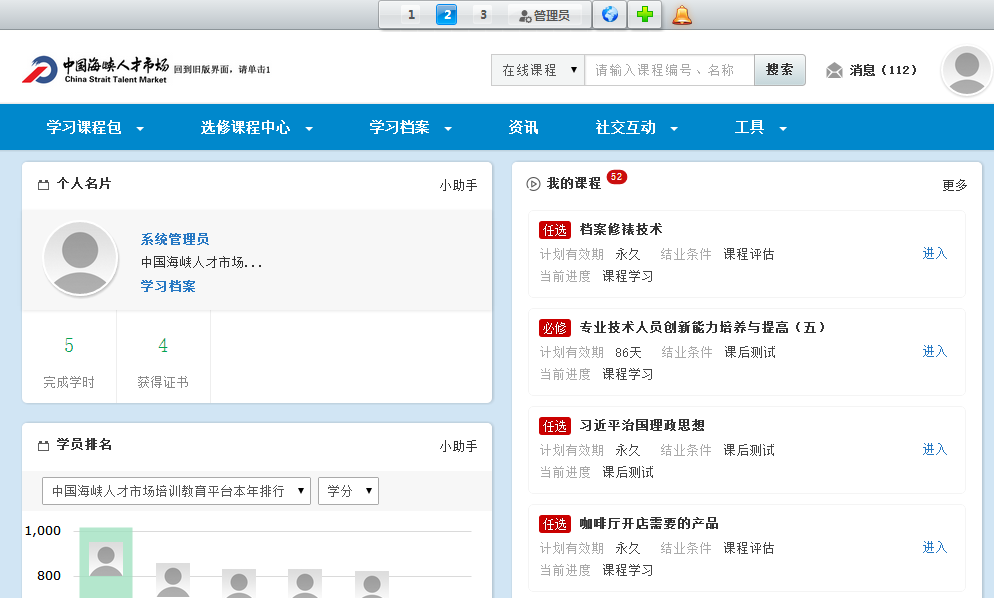 1 2 3 管理员
中国海峡人才市场
China Strait Talent Market
回到旧版界面，请单击1
在线课程 ▼ 请输入课程编号、名称 搜索 消息（112）
学习课程包 选修课程中心 学习档案 资讯 社交互动 工具
个人名片 小助手
系统管理员
中国海峡人才市场...
学习档案
5 4
完成学时 获得证书
学员排名 小助手
中国海峡人才市场培训教育平台本年排行 ▼ 学分 ▼
1,000
800
我的课程 52 更多
任选 档案修裱技术
计划有效期 永久 结业条件 课程评估 进入
当前进度 课程学习
必修 专业技术人员创新能力培养与提高（五）
计划有效期 86天 结业条件 课后测试 进入
当前进度 课程学习
任选 习近平治国理政思想
计划有效期 永久 结业条件 课后测试 进入
当前进度 课后测试
任选 咖啡厅开店需要的产品
计划有效期 永久 结业条件 课程评估 进入
当前进度 课程学习